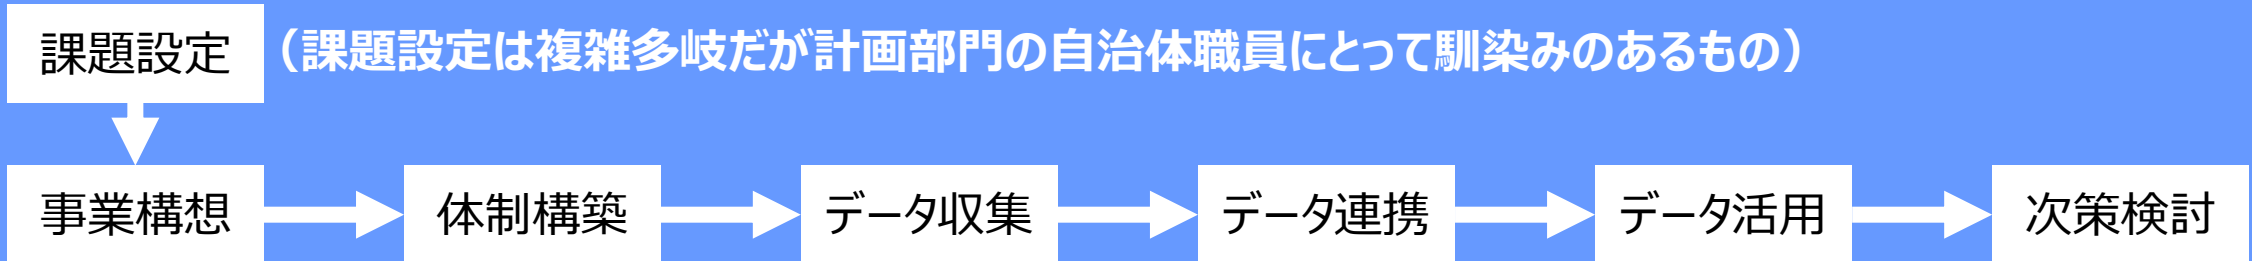 課題設定
（課題設定は複雑多岐だが計画部門の自治体職員にとって馴染みのあるもの）
事業構想
体制構築
データ収集
データ連携
データ活用
次策検討